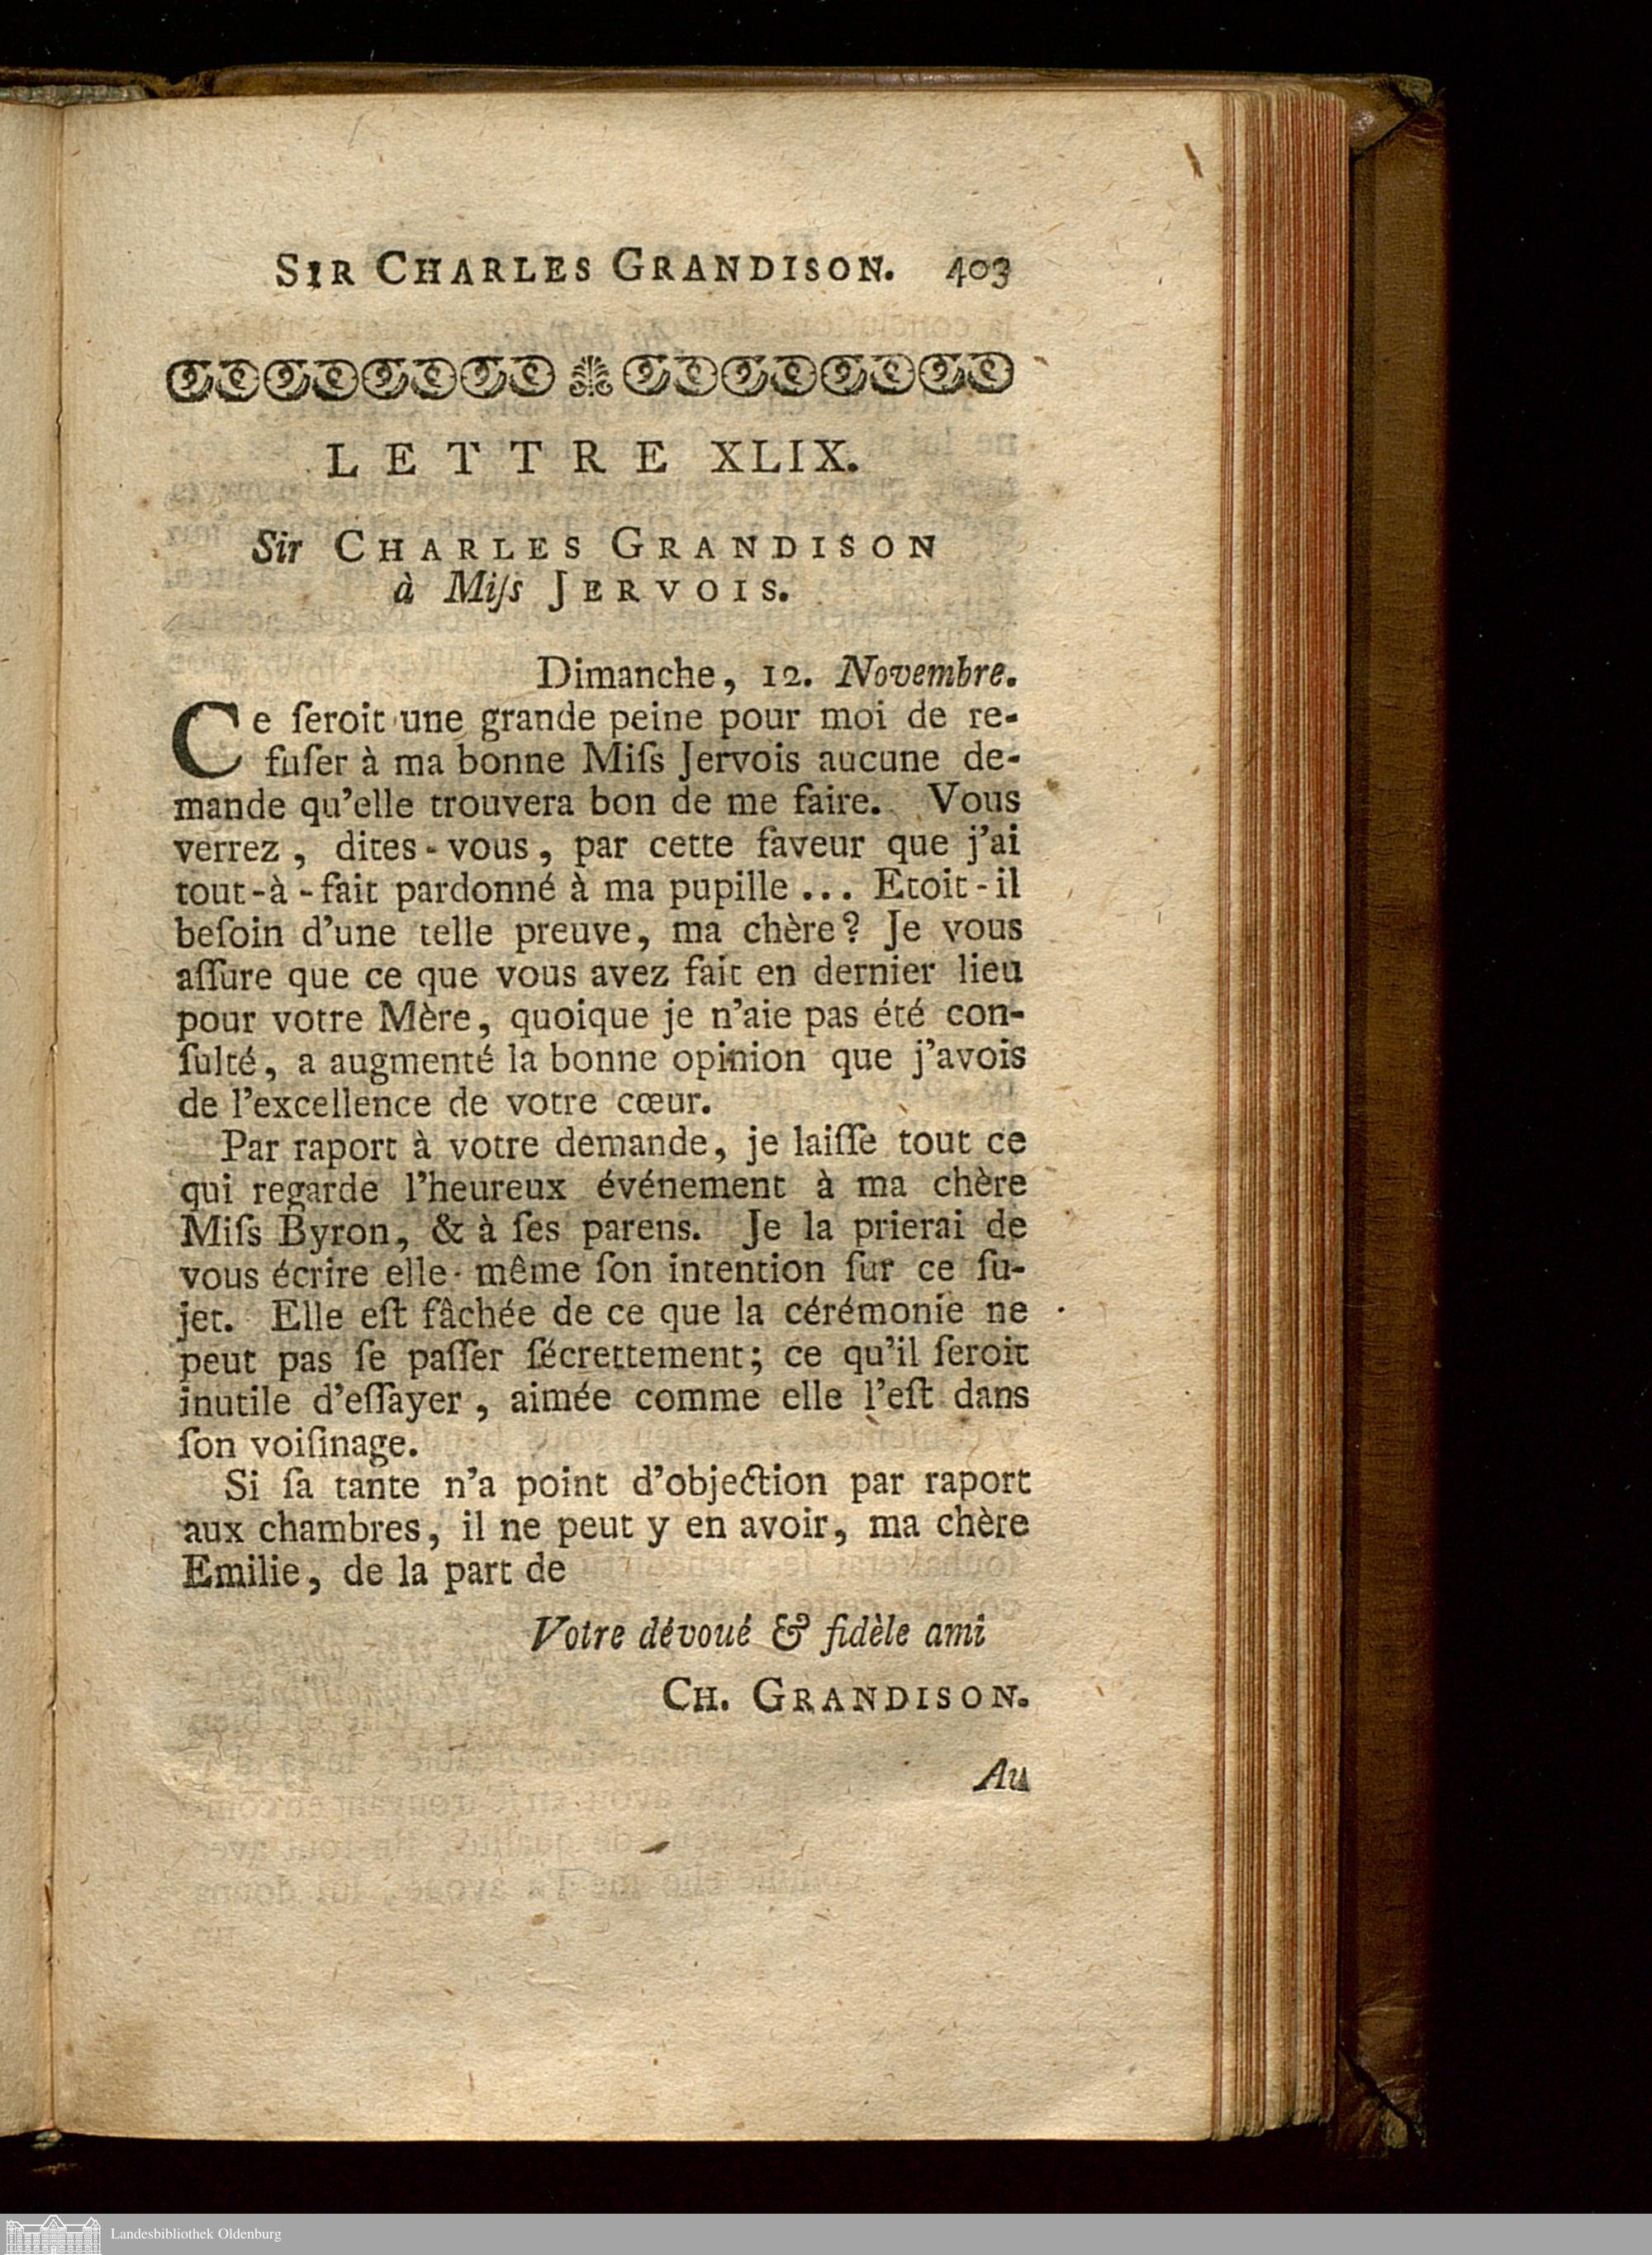 SIR CHARLES GRANDISON. 403
LETTRE XLIX.
Sir CHARLES GRANDISON
à Miſs JERVOIS.
Dimanche, 12. Novembre.
Ce ſeroit une grande peine pour moi de re-
fuſer à ma bonne Miſs Jervois aucune de-
mande qu'elle trouvera bon de me faire. Vous
verrez, dites-vous, par cette faveur que j'ai
tout-à-fait pardonné à ma pupille... Etoit-il
beſoin d'une telle preuve, ma chère? Je vous
aſſure que ce que vous avez fait en dernier lieu
pour votre Mère, quoique je n'aie pas été con-
ſulté, a augmenté la bonne opinion que j'avois
de l'excellence de votre cœur.
Par raport à votre demande, je laiſſe tout ce
qui regarde l'heureux événement à ma chère
Miſs Byron, & à ſes parens. Je la prierai de
vous écrire elle-même ſon intention ſur ce ſu-
jet. Elle eſt fâchée de ce que la cérémonie ne
peut pas ſe paſſer ſécrettement; ce qu'il ſeroit
inutile d'eſſayer, aimée comme elle l'eſt dans
ſon voiſinage.
Si ſa tante n'a point d'objection par raport
aux chambres, il ne peut y en avoir, ma chère
Emilie, de la part de
Votre dévoué & fidèle ami
CH. GRANDISON.
Au
Landesbibliothek Oldenburg